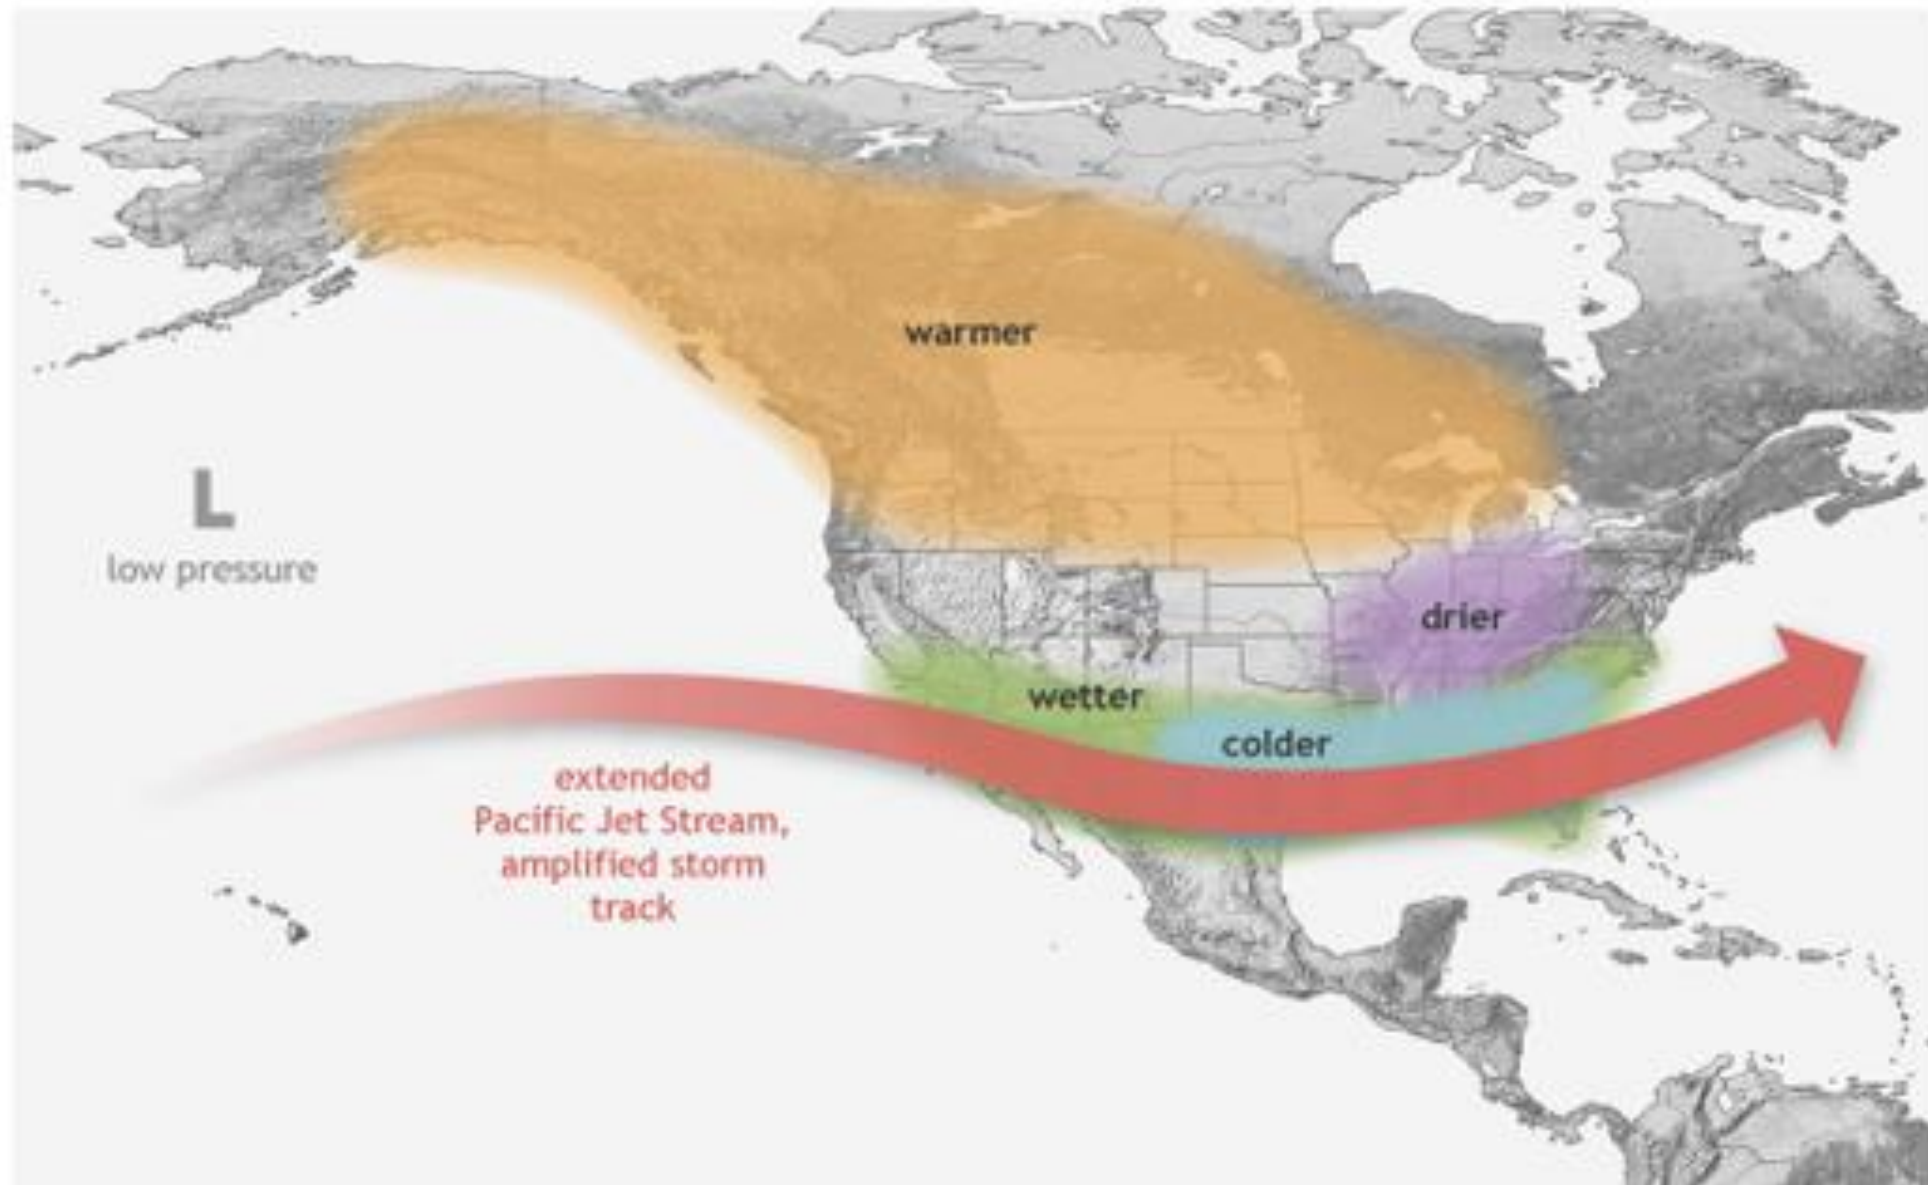 warmer
L
low pressure
drier
wetter
colder
extended
Pacific Jet Stream,
amplified storm
track